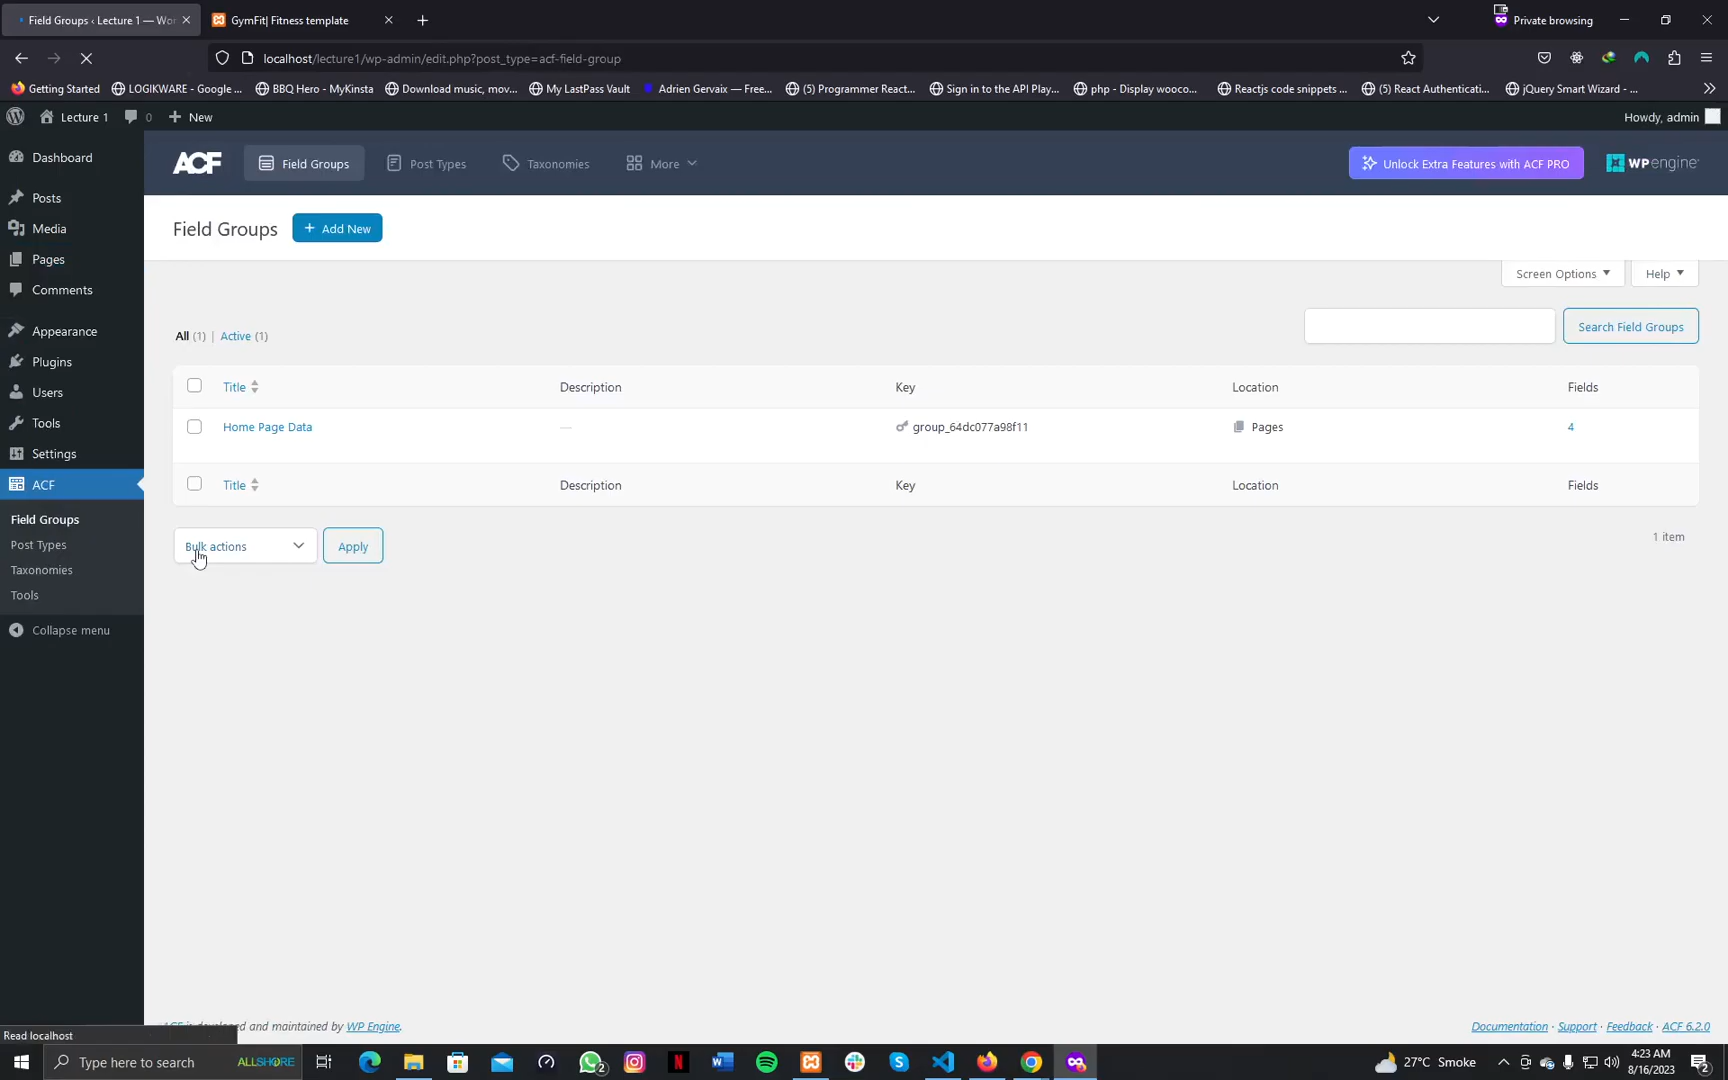 Field Groups ‹ Lecture 1 — Wor
GymFit| Fitness template
Private browsing
localhost/lecture1/wp-admin/edit.php?post_type=acf-field-group
Getting Started
LOGIKWARE - Google ...
BBQ Hero - MyKinsta
Download music, mov...
My LastPass Vault
Adrien Gervaix — Free...
(5) Programmer React...
Sign in to the API Play...
php - Display wooco...
Reactjs code snippets ...
(5) React Authenticati...
jQuery Smart Wizard - ...
Lecture 1
0
New
Howdy, admin
Dashboard
Posts
Media
Pages
Comments
Appearance
Plugins
Users
Tools
Settings
ACF
Field Groups
Post Types
Taxonomies
Tools
Collapse menu
ACF
Field Groups
Post Types
Taxonomies
More
Unlock Extra Features with ACF PRO
WP engine
Field Groups
+ Add New
Screen Options
Help
All (1) | Active (1)
Search Field Groups
Title Description Key Location Fields
Home Page Data — group_64dc077a98f11 Pages 4
Title Description Key Location Fields
Bulk actions
Apply
1 item
ACF is developed and maintained by WP Engine.
Documentation · Support · Feedback · ACF 6.2.0
Read localhost
Type here to search
ALLSHORE
2
27°C Smoke
4:23 AM
8/16/2023
2